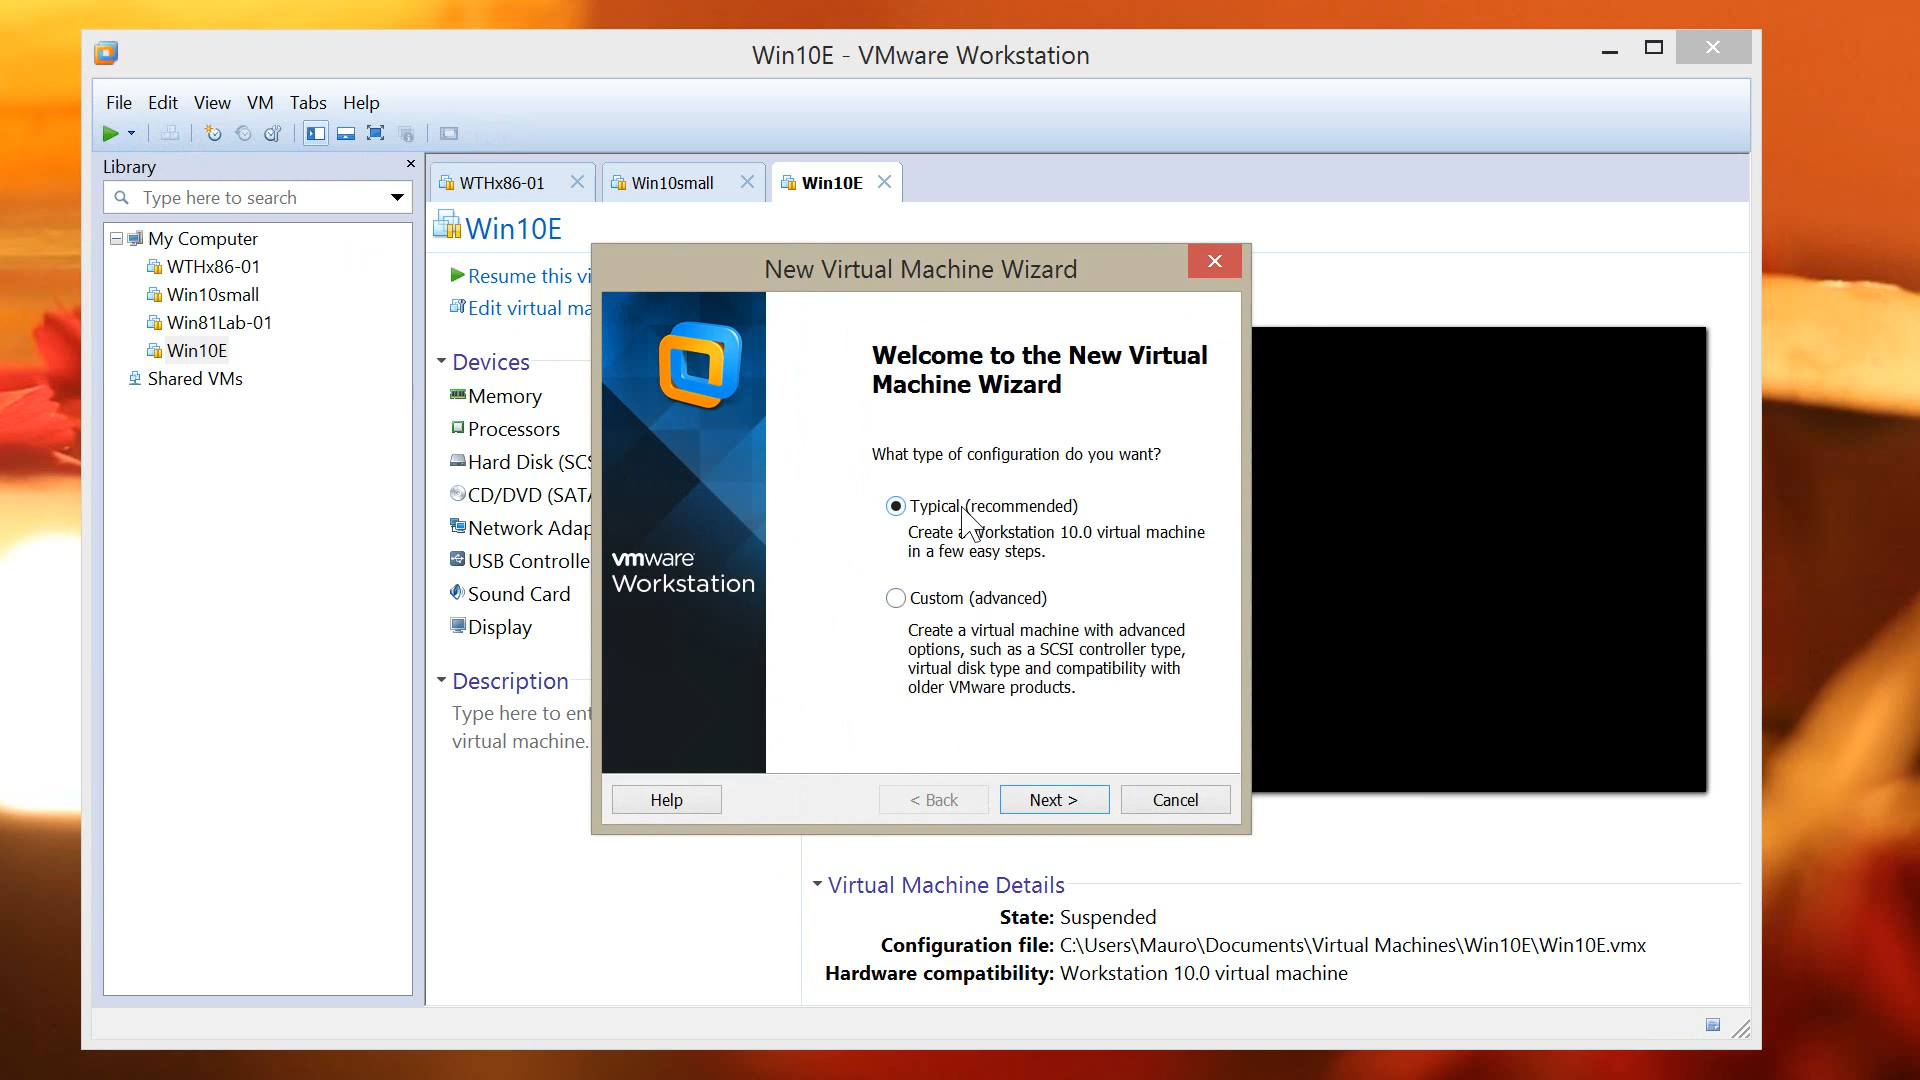 Win10E - VMware Workstation
File Edit View VM Tabs Help
Library
Type here to search
My Computer
WTHx86-01
Win10small
Win81Lab-01
Win10E
Shared VMs
WTHx86-01 Win10small Win10E
Win10E
Resume this vi
Edit virtual ma
Devices
Memory
Processors
Hard Disk (SCS
CD/DVD (SATA
Network Adap
USB Controlle
Sound Card
Display
Description
Type here to ent
virtual machine.
New Virtual Machine Wizard
vmware
Workstation
Welcome to the New Virtual
Machine Wizard
What type of configuration do you want?
Typical (recommended)
Create Workstation 10.0 virtual machine
in a few easy steps.
Custom (advanced)
Create a virtual machine with advanced
options, such as a SCSI controller type,
virtual disk type and compatibility with
older VMware products.
Help < Back Next > Cancel
Virtual Machine Details
State: Suspended
Configuration file: C:\Users\Mauro\Documents\Virtual Machines\Win10E\Win10E.vmx
Hardware compatibility: Workstation 10.0 virtual machine